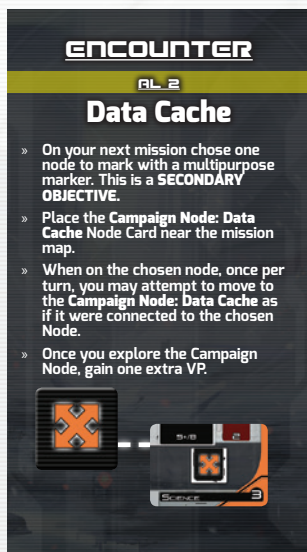 ENCOUNTER
AL 2
Data Cache
» On your next mission chose one
node to mark with a multipurpose
marker. This is a SECONDARY
OBJECTIVE.
» Place the Campaign Node: Data
Cache Node Card near the mission
map.
» When on the chosen node, once per
turn, you may attempt to move to
the Campaign Node: Data Cache as
if it were connected to the chosen
Node.
» Once you explore the Campaign
Node, gain one extra VP.
Science 3